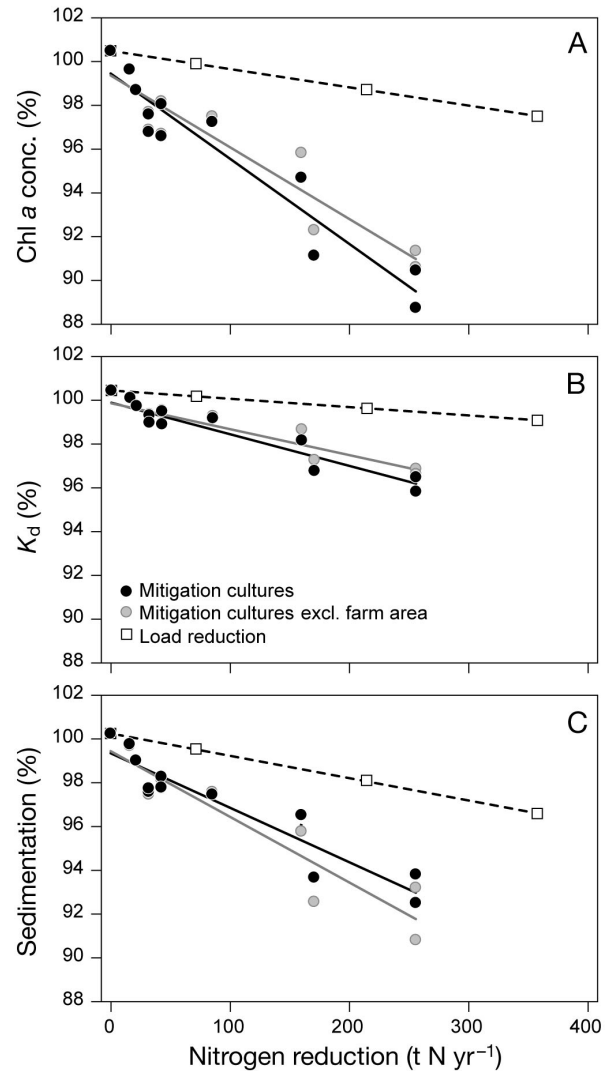 102
A
100
98
96
94
92
90
88
Chl a conc. (%)
102
B
100
98
96
94
92
90
88
Kd (%)
Mitigation cultures
Mitigation cultures excl. farm area
Load reduction
102
C
100
98
96
94
92
90
88
Sedimentation (%)
0 100 200 300 400
Nitrogen reduction (t N yr⁻¹)